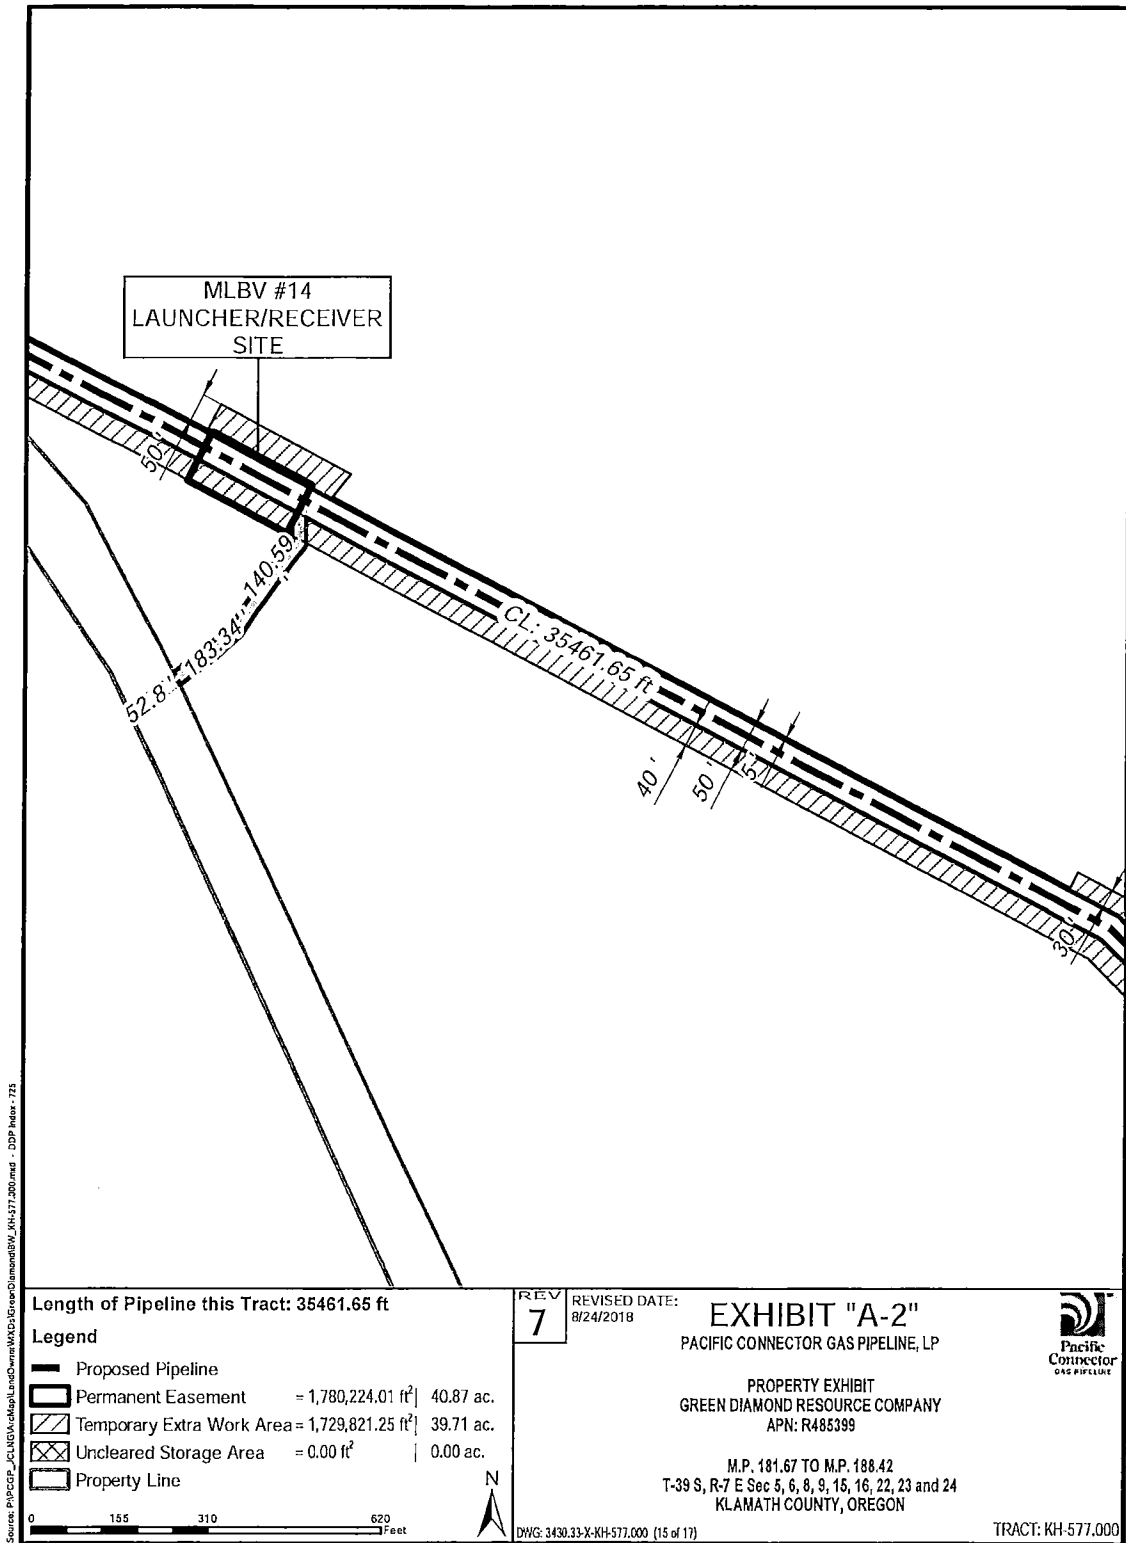 MLBV #14
LAUNCHER/RECEIVER
SITE
50'
140.59'
183.34'
52.8'
CL: 35461.65 ft
40 '
50 '
5'
30'
Length of Pipeline this Tract: 35461.65 ft
Legend
Proposed Pipeline
Permanent Easement = 1,780,224.01 ft² | 40.87 ac.
Temporary Extra Work Area = 1,729,821.25 ft² | 39.71 ac.
Uncleared Storage Area = 0.00 ft² | 0.00 ac.
Property Line
0 155 310 620
Feet
N
REV
7
REVISED DATE:
8/24/2018
EXHIBIT "A-2"
PACIFIC CONNECTOR GAS PIPELINE, LP
PROPERTY EXHIBIT
GREEN DIAMOND RESOURCE COMPANY
APN: R485399
M.P. 181.67 TO M.P. 188.42
T-39 S, R-7 E Sec 5, 6, 8, 9, 15, 16, 22, 23 and 24
KLAMATH COUNTY, OREGON
DWG: 3430.33-X-KH-577.000 (15 of 17)
TRACT: KH-577.000
Pacific
Connector
GAS PIPELINE